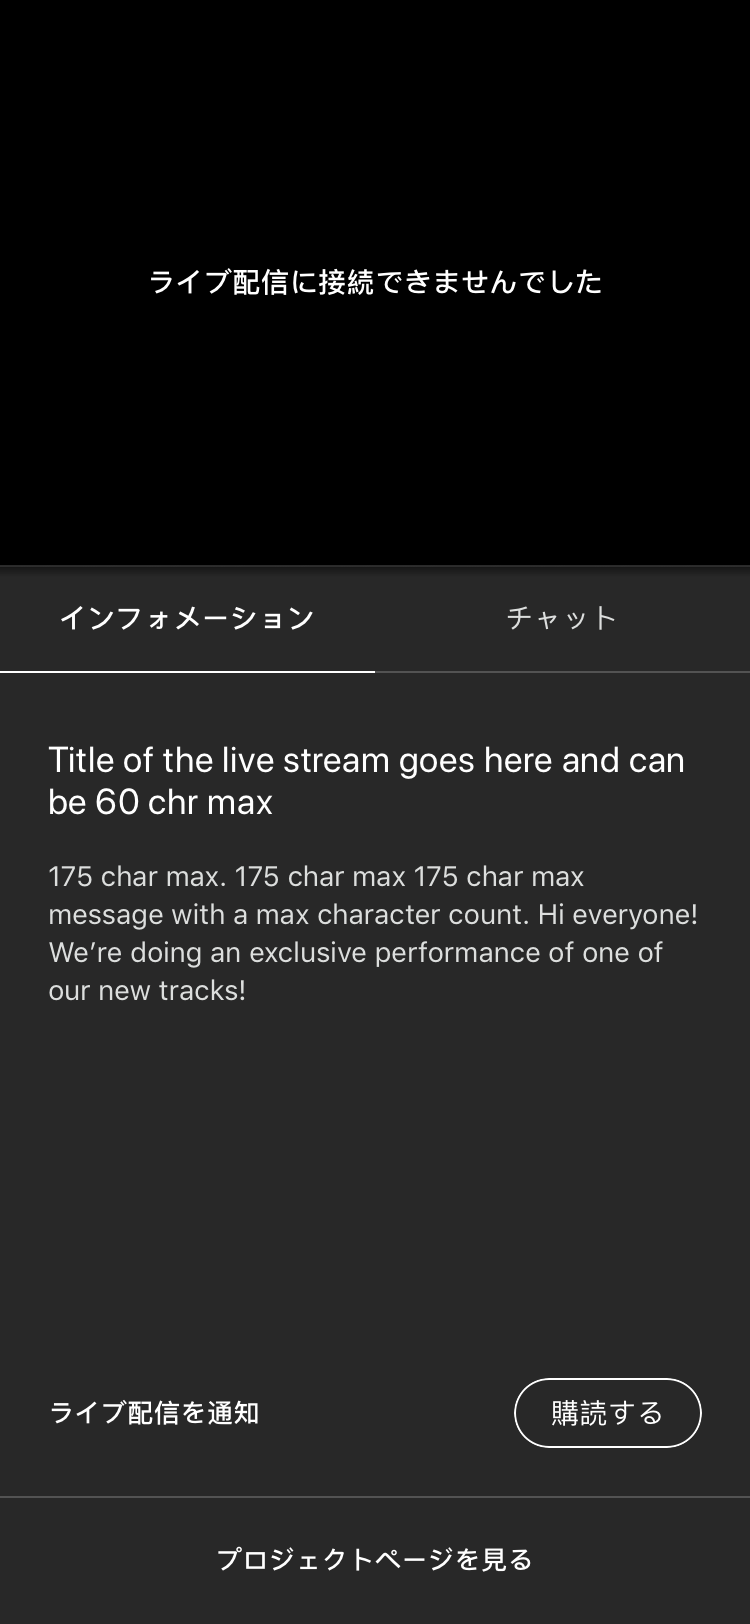 ライブ配信に接続できませんでした
インフォメーション
チャット
Title of the live stream goes here and can
be 60 chr max
175 char max. 175 char max 175 char max
message with a max character count. Hi everyone!
We’re doing an exclusive performance of one of
our new tracks!
ライブ配信を通知
購読する
プロジェクトページを見る